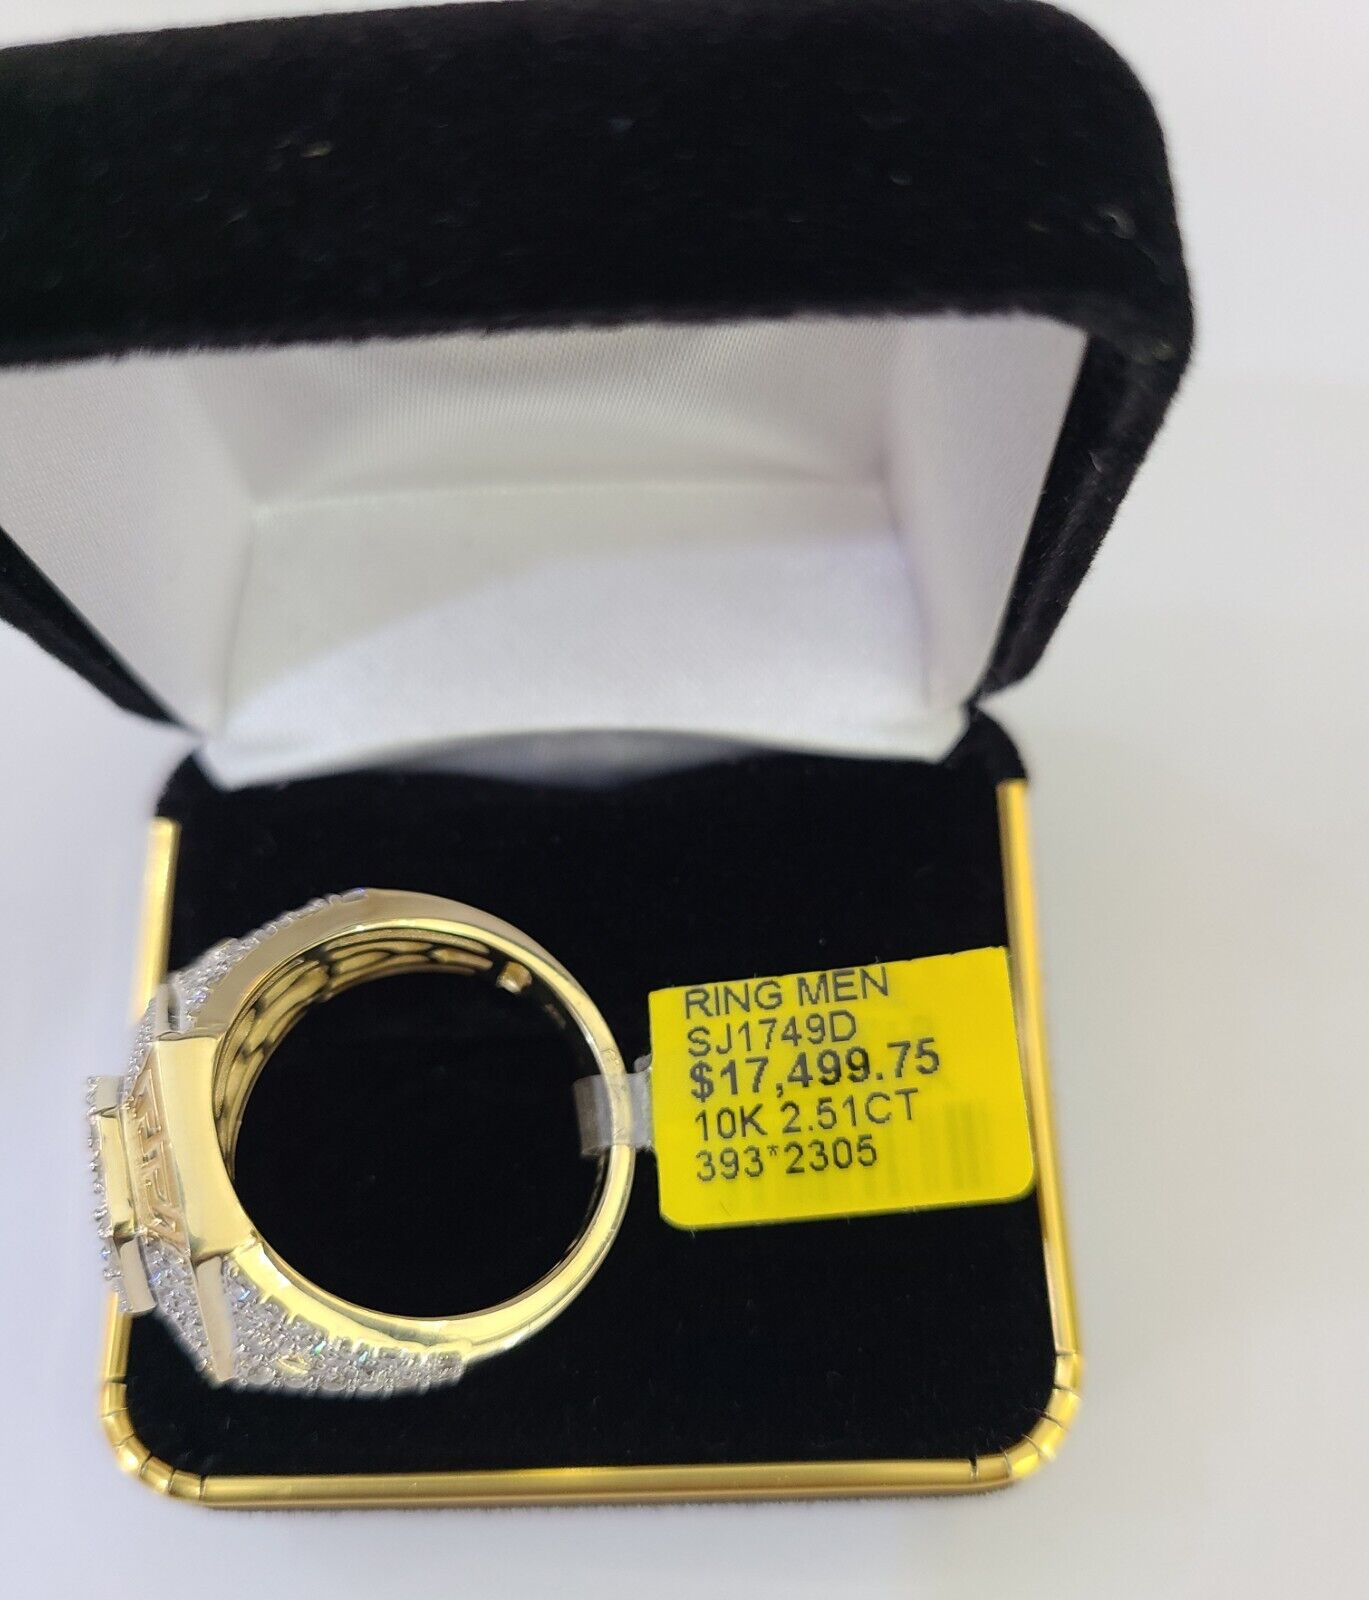 RING MEN
SJ1749D
$17,499.75
10K 2.51CT
393*2305